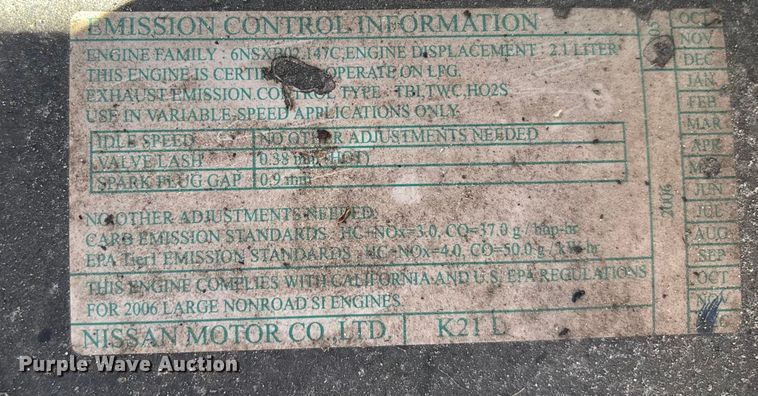 EMISSION CONTROL INFORMATION
ENGINE FAMILY : 6NSXB02.147C, ENGINE DISPLACEMENT : 2.1 LITER
THIS ENGINE IS OPERATE ON LPG.
EXHAUST EMISSION CONTROL TYPE : TBI, TWC, HO2S
USE IN VARIABLE-SPEED APPLICATIONS ONLY.
IDLE SPEED NO OTHER ADJUSTMENTS NEEDED
VALVE LASH 0.38 mm (HOT)
SPARK PLUG GAP 0.9 mm
NO OTHER ADJUSTMENTS NEEDED.
CARB EMISSION STANDARDS : HC+NOx=3.0, CO=37.0 g / bhp-hr
EPA Tier1 EMISSION STANDARDS : HC+NOx=4.0, CO=50.0 g / kW-hr
THIS ENGINE COMPLIES WITH CALIFORNIA AND U.S. EPA REGULATIONS
FOR 2006 LARGE NONROAD SI ENGINES.
NISSAN MOTOR CO., LTD. K21 L
2006
OCT
NOV
DEC
JAN
FEB
MAR
APR
JUN
JUL
AUG
SEP
OCT
NOV
Purple Wave Auction